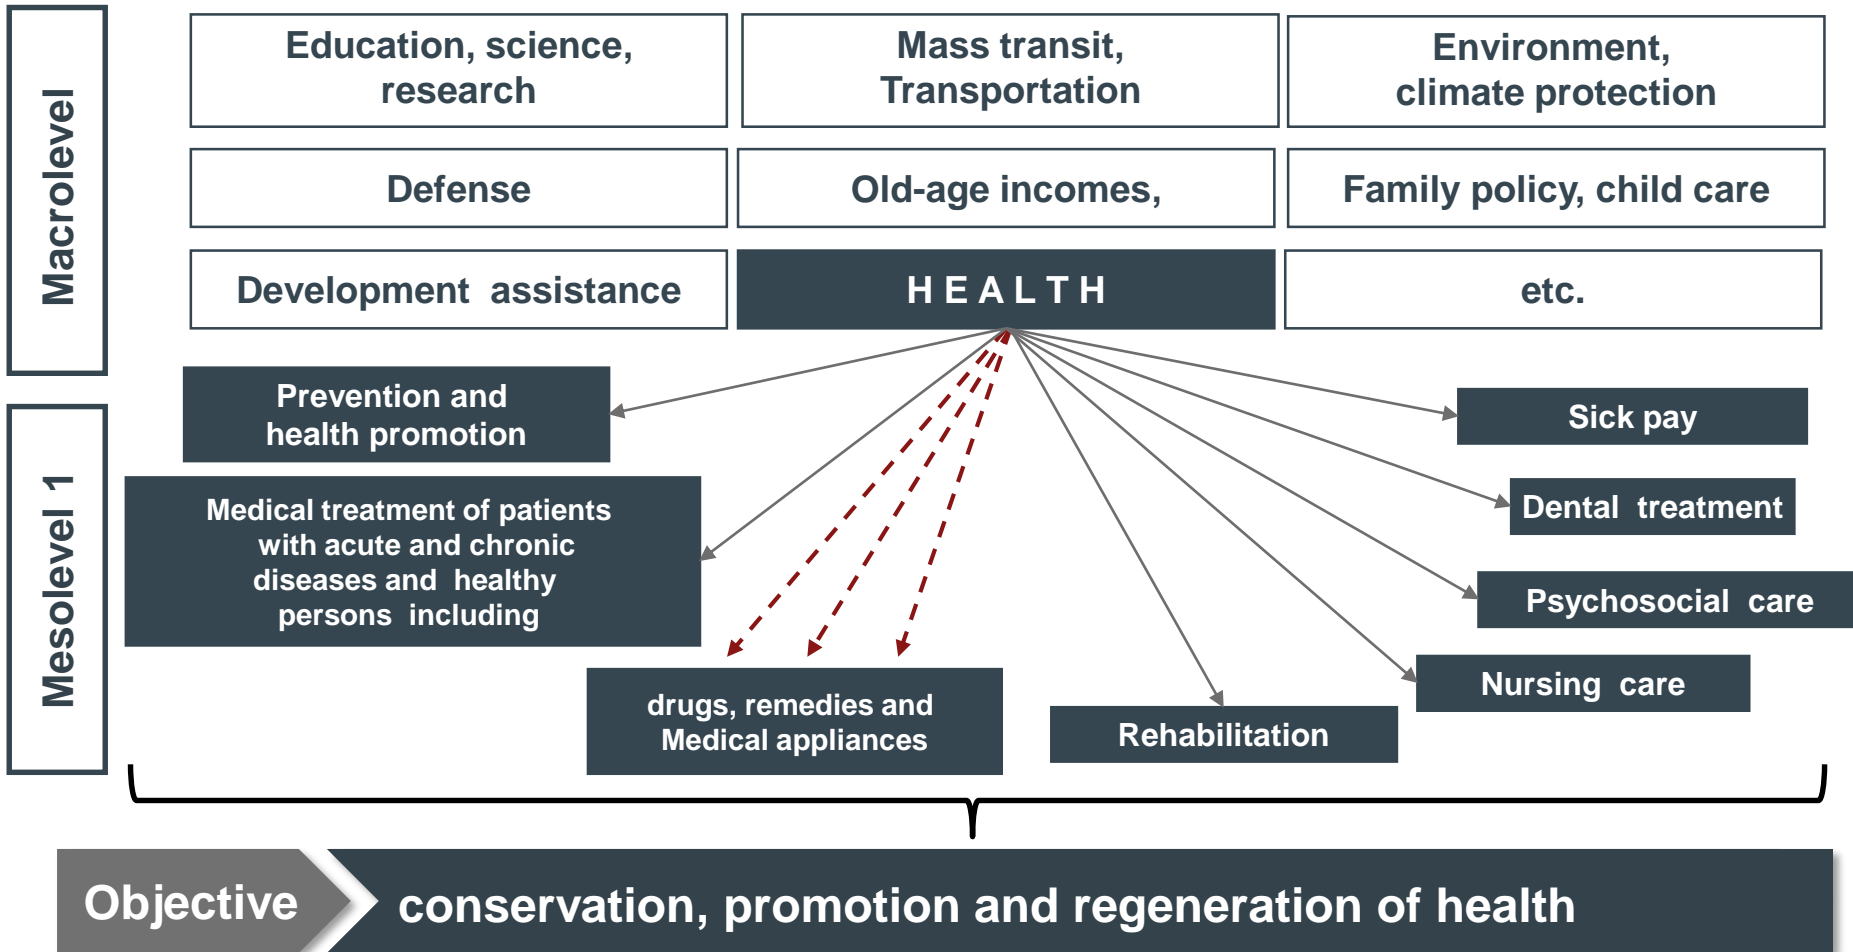 Macrolevel
Education, science,
research
Mass transit,
Transportation
Environment,
climate protection
Defense
Old-age incomes,
Family policy, child care
Development assistance
H E A L T H
etc.
Mesolevel 1
Prevention and
health promotion
Medical treatment of patients
with acute and chronic
diseases and healthy
persons including
drugs, remedies and
Medical appliances
Rehabilitation
Sick pay
Dental treatment
Psychosocial care
Nursing care
Objective
conservation, promotion and regeneration of health